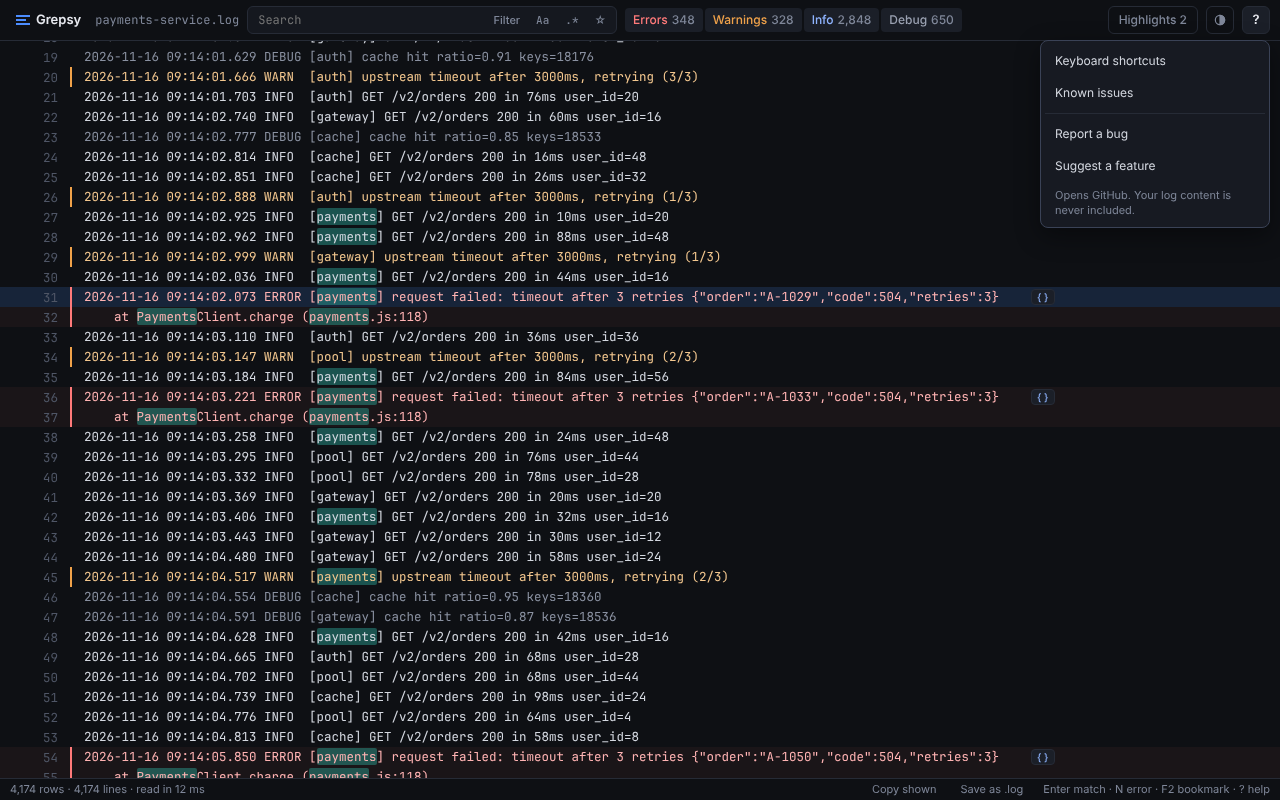 Grepsy payments-service.log Search Filter Aa .* ☆ Errors 348 Warnings 328 Info 2,848 Debug 650 Highlights 2 ?
19 2026-11-16 09:14:01.629 DEBUG [auth] cache hit ratio=0.91 keys=18176
20 2026-11-16 09:14:01.666 WARN [auth] upstream timeout after 3000ms, retrying (3/3)
21 2026-11-16 09:14:01.703 INFO [auth] GET /v2/orders 200 in 76ms user_id=20
22 2026-11-16 09:14:02.740 INFO [gateway] GET /v2/orders 200 in 60ms user_id=16
23 2026-11-16 09:14:02.777 DEBUG [cache] cache hit ratio=0.85 keys=18533
24 2026-11-16 09:14:02.814 INFO [cache] GET /v2/orders 200 in 16ms user_id=48
25 2026-11-16 09:14:02.851 INFO [cache] GET /v2/orders 200 in 26ms user_id=32
26 2026-11-16 09:14:02.888 WARN [auth] upstream timeout after 3000ms, retrying (1/3)
27 2026-11-16 09:14:02.925 INFO [payments] GET /v2/orders 200 in 10ms user_id=20
28 2026-11-16 09:14:02.962 INFO [payments] GET /v2/orders 200 in 88ms user_id=48
29 2026-11-16 09:14:02.999 WARN [gateway] upstream timeout after 3000ms, retrying (1/3)
30 2026-11-16 09:14:02.036 INFO [payments] GET /v2/orders 200 in 44ms user_id=16
31 2026-11-16 09:14:02.073 ERROR [payments] request failed: timeout after 3 retries {"order":"A-1029","code":504,"retries":3} {}
32 at PaymentsClient.charge (payments.js:118)
33 2026-11-16 09:14:03.110 INFO [auth] GET /v2/orders 200 in 36ms user_id=36
34 2026-11-16 09:14:03.147 WARN [pool] upstream timeout after 3000ms, retrying (2/3)
35 2026-11-16 09:14:03.184 INFO [payments] GET /v2/orders 200 in 84ms user_id=56
36 2026-11-16 09:14:03.221 ERROR [payments] request failed: timeout after 3 retries {"order":"A-1033","code":504,"retries":3} {}
37 at PaymentsClient.charge (payments.js:118)
38 2026-11-16 09:14:03.258 INFO [payments] GET /v2/orders 200 in 24ms user_id=48
39 2026-11-16 09:14:03.295 INFO [pool] GET /v2/orders 200 in 76ms user_id=44
40 2026-11-16 09:14:03.332 INFO [pool] GET /v2/orders 200 in 78ms user_id=28
41 2026-11-16 09:14:03.369 INFO [gateway] GET /v2/orders 200 in 20ms user_id=20
42 2026-11-16 09:14:03.406 INFO [payments] GET /v2/orders 200 in 32ms user_id=16
43 2026-11-16 09:14:03.443 INFO [gateway] GET /v2/orders 200 in 30ms user_id=12
44 2026-11-16 09:14:04.480 INFO [gateway] GET /v2/orders 200 in 58ms user_id=24
45 2026-11-16 09:14:04.517 WARN [payments] upstream timeout after 3000ms, retrying (2/3)
46 2026-11-16 09:14:04.554 DEBUG [cache] cache hit ratio=0.95 keys=18360
47 2026-11-16 09:14:04.591 DEBUG [gateway] cache hit ratio=0.87 keys=18536
48 2026-11-16 09:14:04.628 INFO [payments] GET /v2/orders 200 in 42ms user_id=16
49 2026-11-16 09:14:04.665 INFO [auth] GET /v2/orders 200 in 68ms user_id=28
50 2026-11-16 09:14:04.702 INFO [pool] GET /v2/orders 200 in 68ms user_id=44
51 2026-11-16 09:14:04.739 INFO [cache] GET /v2/orders 200 in 98ms user_id=24
52 2026-11-16 09:14:04.776 INFO [pool] GET /v2/orders 200 in 64ms user_id=4
53 2026-11-16 09:14:04.813 INFO [cache] GET /v2/orders 200 in 58ms user_id=8
54 2026-11-16 09:14:05.850 ERROR [payments] request failed: timeout after 3 retries {"order":"A-1050","code":504,"retries":3} {}
55 at PaymentsClient.charge (payments.js:118)
Keyboard shortcuts
Known issues
Report a bug
Suggest a feature
Opens GitHub. Your log content is
never included.
4,174 rows · 4,174 lines · read in 12 ms Copy shown Save as .log Enter match · N error · F2 bookmark · ? help